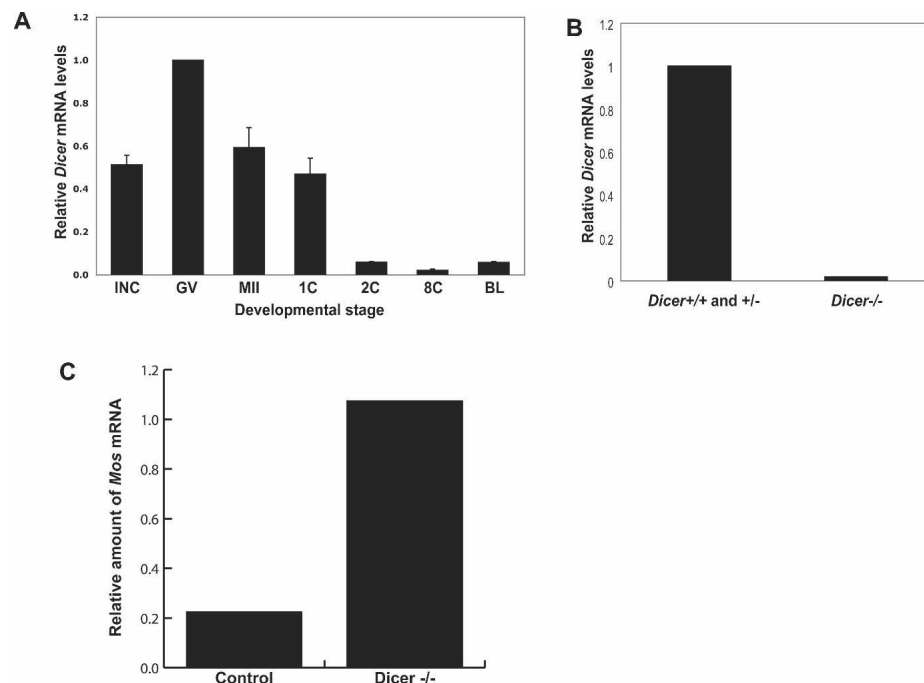 A
Relative Dicer mRNA levels
1.2
1.0
0.8
0.6
0.4
0.2
0.0
INC GV MII 1C 2C 8C BL
Developmental stage
B
Relative Dicer mRNA levels
1.2
1
0.8
0.6
0.4
0.2
0
Dicer+/+ and +/- Dicer-/-
C
Relative amount of Mos mRNA
1.2
1.0
0.8
0.6
0.4
0.2
0.0
Control Dicer -/-